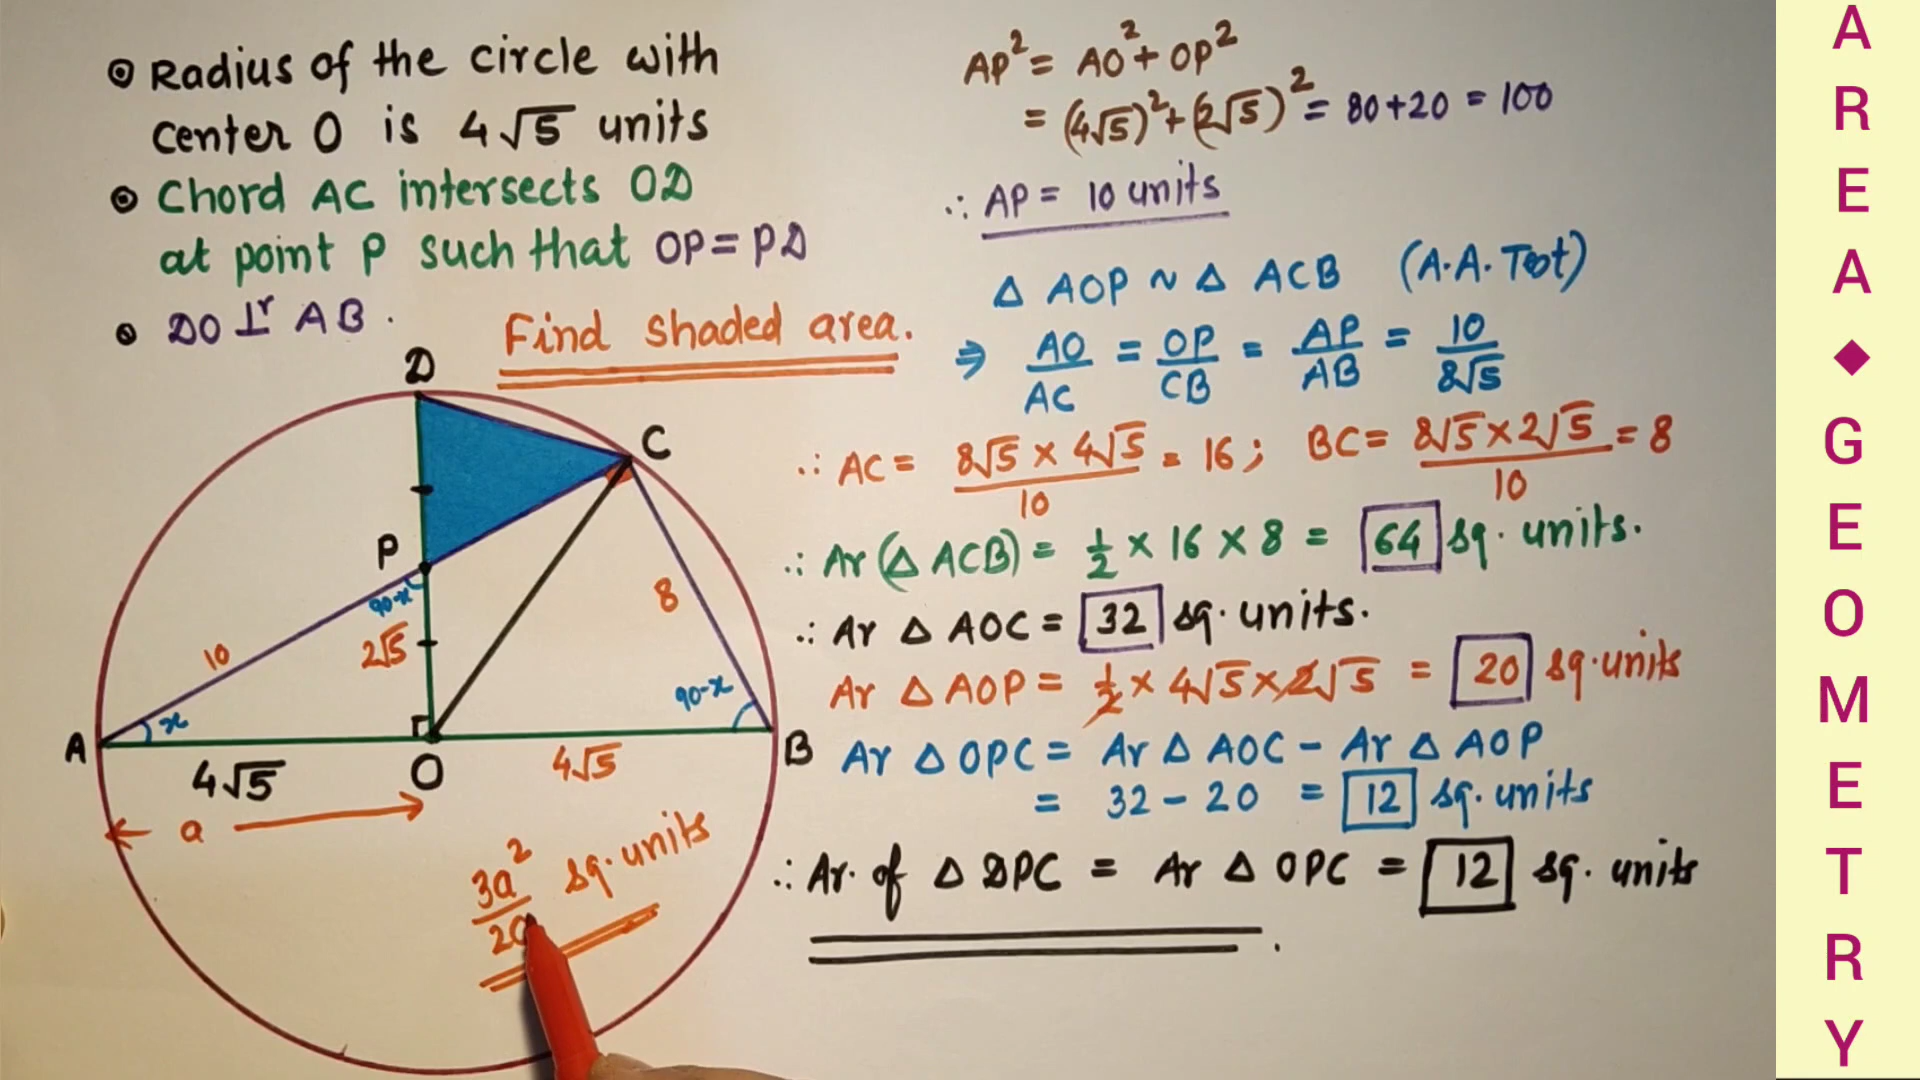 Radius of the circle with
center O is 4√5 units
Chord AC intersects OD
at point P such that OP = PD
DO ⊥r AB.
Find shaded area.
D
C
P
90-x
10
2√5
8
90-x
A
x
B
4√5
O
4√5
a
3a²/20 sq. units
AP² = AO² + OP²
= (4√5)² + (2√5)² = 80+20 = 100
∴ AP = 10 units
△ AOP ~ △ ACB (A.A. Test)
⇒ AO/AC = OP/CB = AP/AB = 10/8√5
∴ AC = 8√5 × 4√5/10 = 16; BC = 8√5 × 2√5/10 = 8
∴ Ar (△ ACB) = 1/2 × 16 × 8 = 64 sq. units.
∴ Ar △ AOC = 32 sq. units.
Ar △ AOP = 1/2 × 4√5 × 2√5 = 20 sq. units
Ar △ OPC = Ar △ AOC - Ar △ AOP
= 32 - 20 = 12 sq. units
∴ Ar. of △ DPC = Ar △ OPC = 12 sq. units
AREA ◆ GEOMETRY